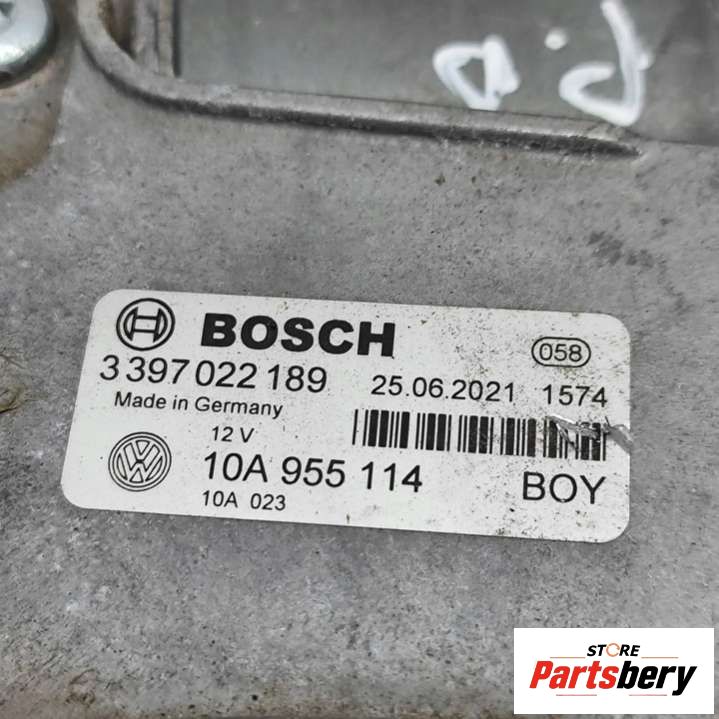 P.D
BOSCH
058
3 397 022 189 25.06.2021 1574
Made in Germany
12 V
10A 955 114 BOY
10A 023
STORE
Partsbery